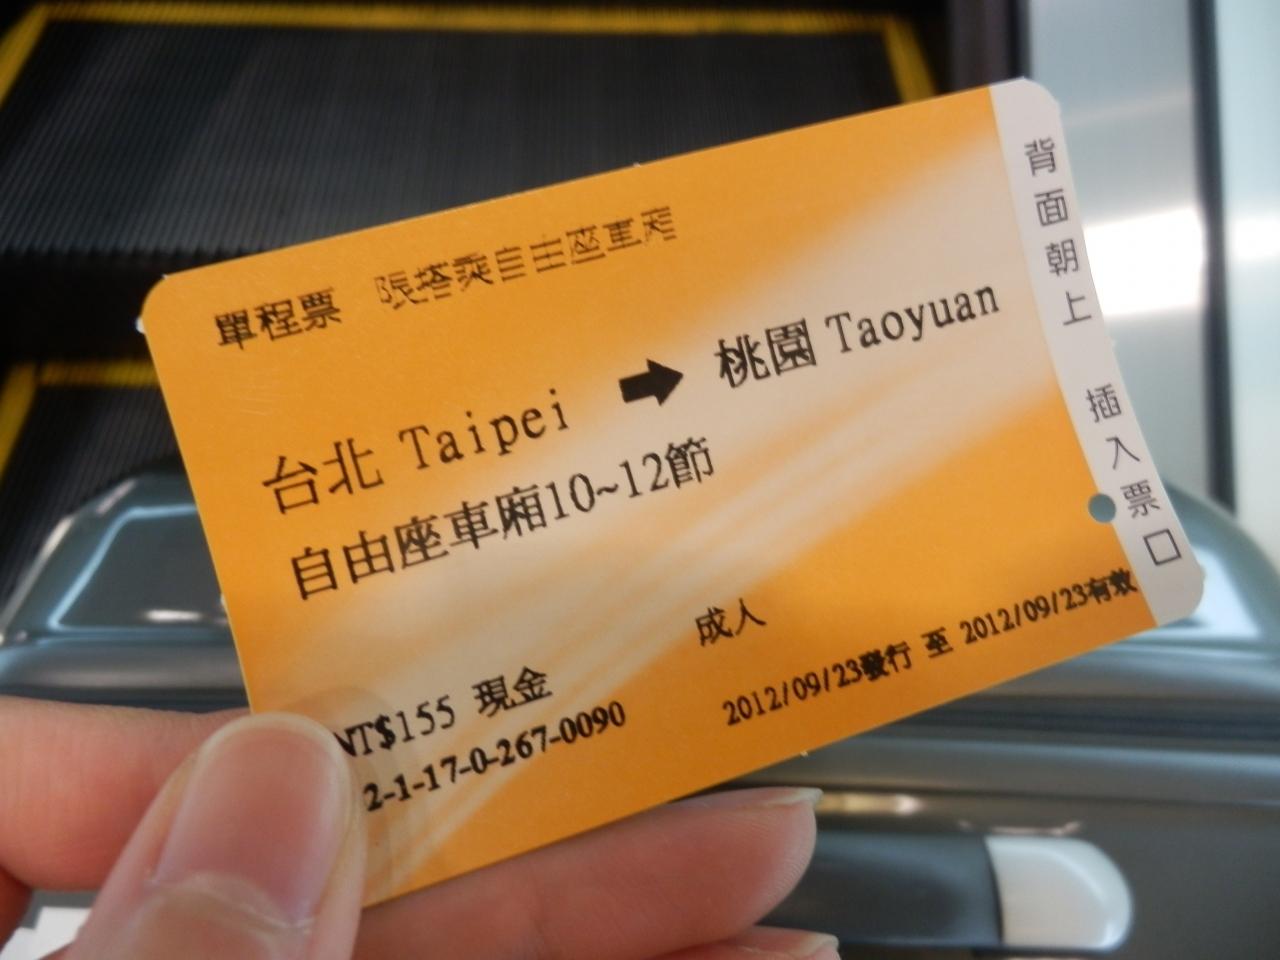 單程票 限搭乘自由座車廂
台北 Taipei → 桃園 Taoyuan
自由座車廂10~12節
成人
NT$155 現金
2-1-17-0-267-0090
2012/09/23發行 至 2012/09/23有效
背面朝上 插入票口